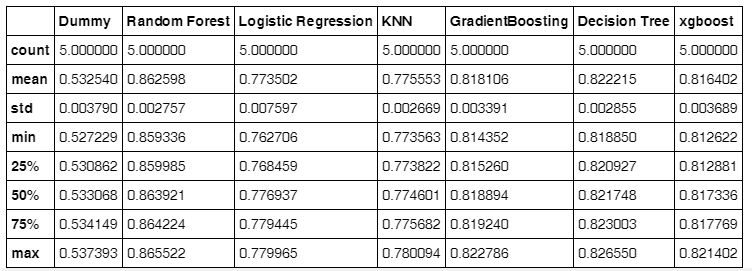 Dummy Random Forest Logistic Regression KNN GradientBoosting Decision Tree xgboost
count 5.000000 5.000000 5.000000 5.000000 5.000000 5.000000 5.000000
mean 0.532540 0.862598 0.773502 0.775553 0.818106 0.822215 0.816402
std 0.003790 0.002757 0.007597 0.002669 0.003391 0.002855 0.003689
min 0.527229 0.859336 0.762706 0.773563 0.814352 0.818850 0.812622
25% 0.530862 0.859985 0.768459 0.773822 0.815260 0.820927 0.812881
50% 0.533068 0.863921 0.776937 0.774601 0.818894 0.821748 0.817336
75% 0.534149 0.864224 0.779445 0.775682 0.819240 0.823003 0.817769
max 0.537393 0.865522 0.779965 0.780094 0.822786 0.826550 0.821402